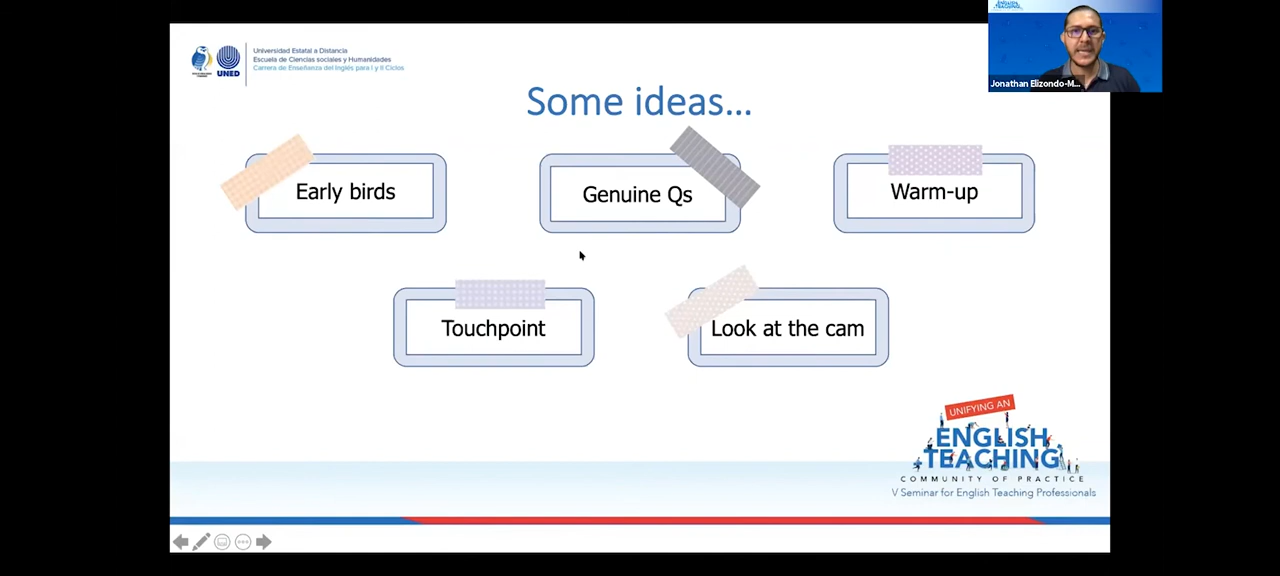 ENGLISH
TEACHING
Jonathan Elizondo-M...
UNED
Universidad Estatal a Distancia
Escuela de Ciencias sociales y Humanidades
Carrera de Enseñanza del Inglés para I y II Ciclos
Some ideas...
Early birds
Genuine Qs
Warm-up
Touchpoint
Look at the cam
UNIFYING AN
ENGLISH
TEACHING
COMMUNITY OF PRACTICE
V Seminar for English Teaching Professionals